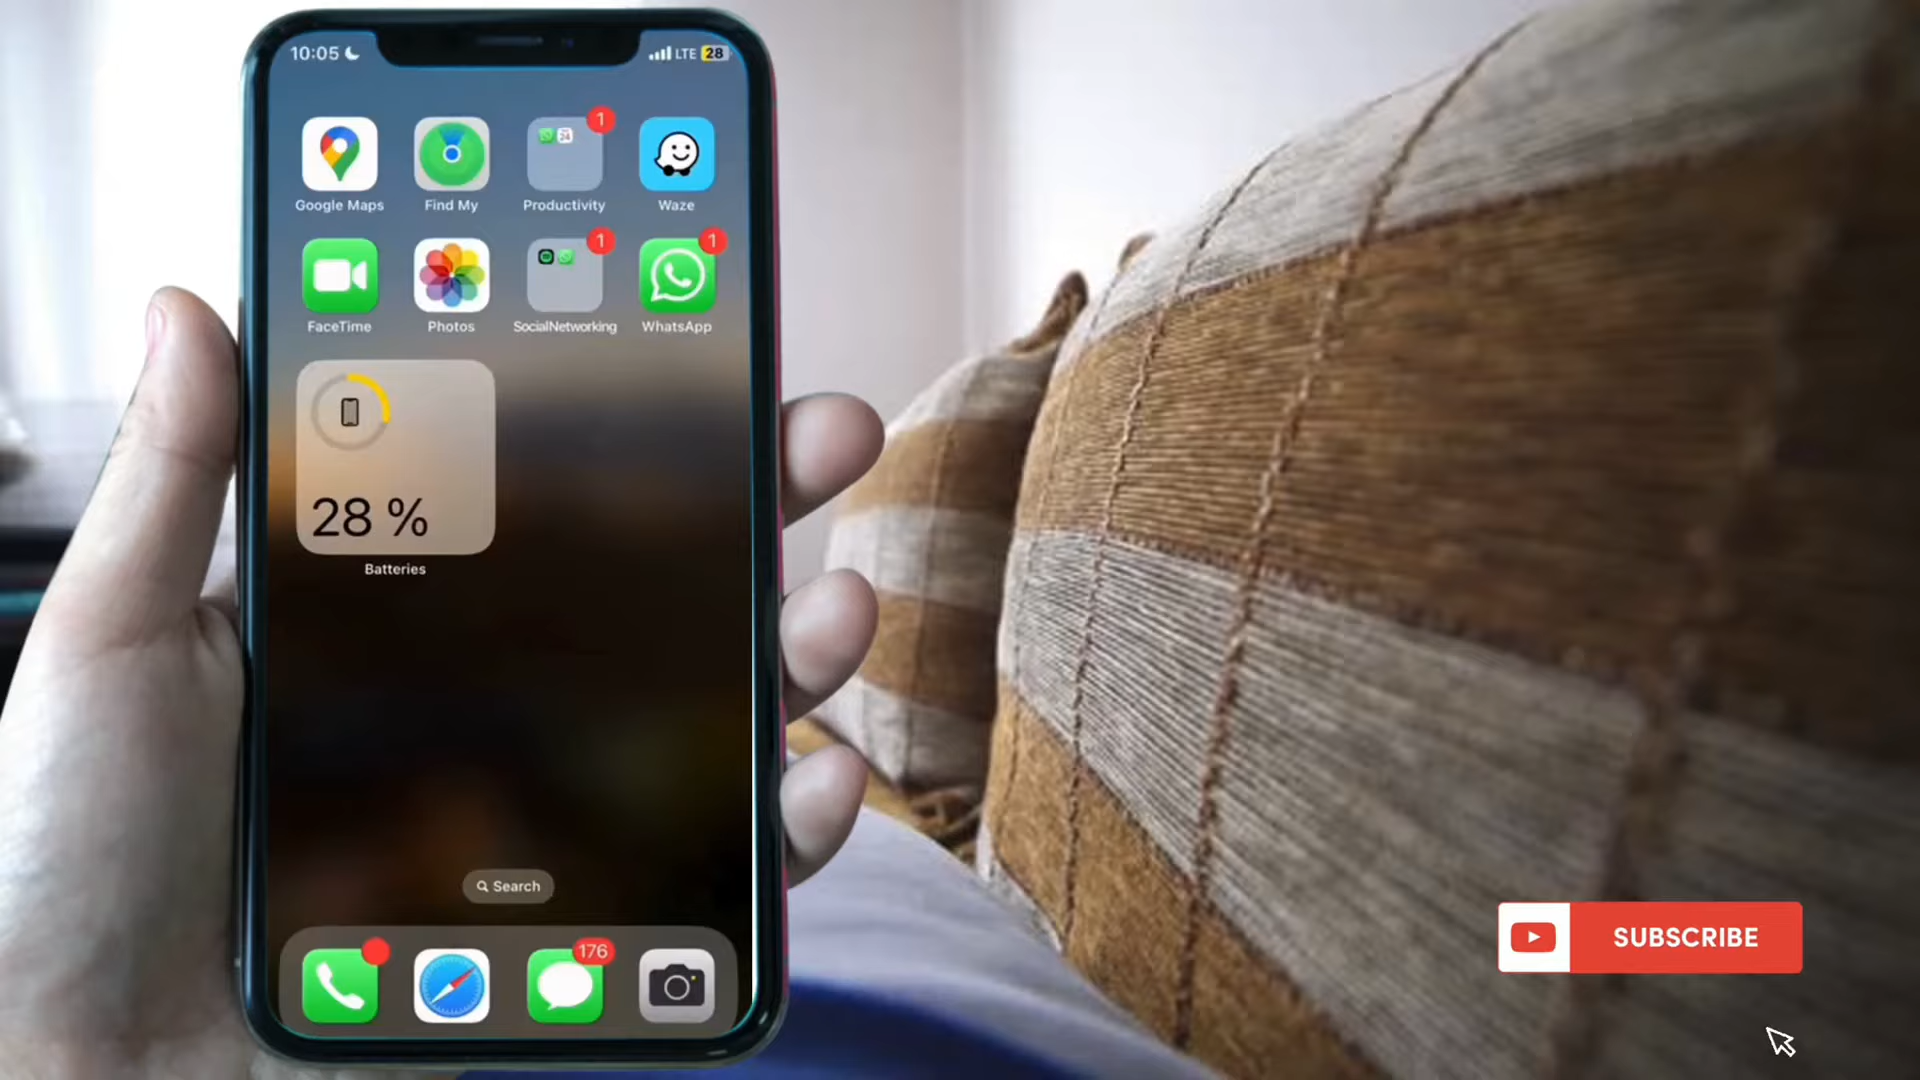 10:05
LTE 28
1
24
Google Maps
Find My
Productivity
Waze
1
1
FaceTime
Photos
SocialNetworking
WhatsApp
28 %
Batteries
Search
176
SUBSCRIBE